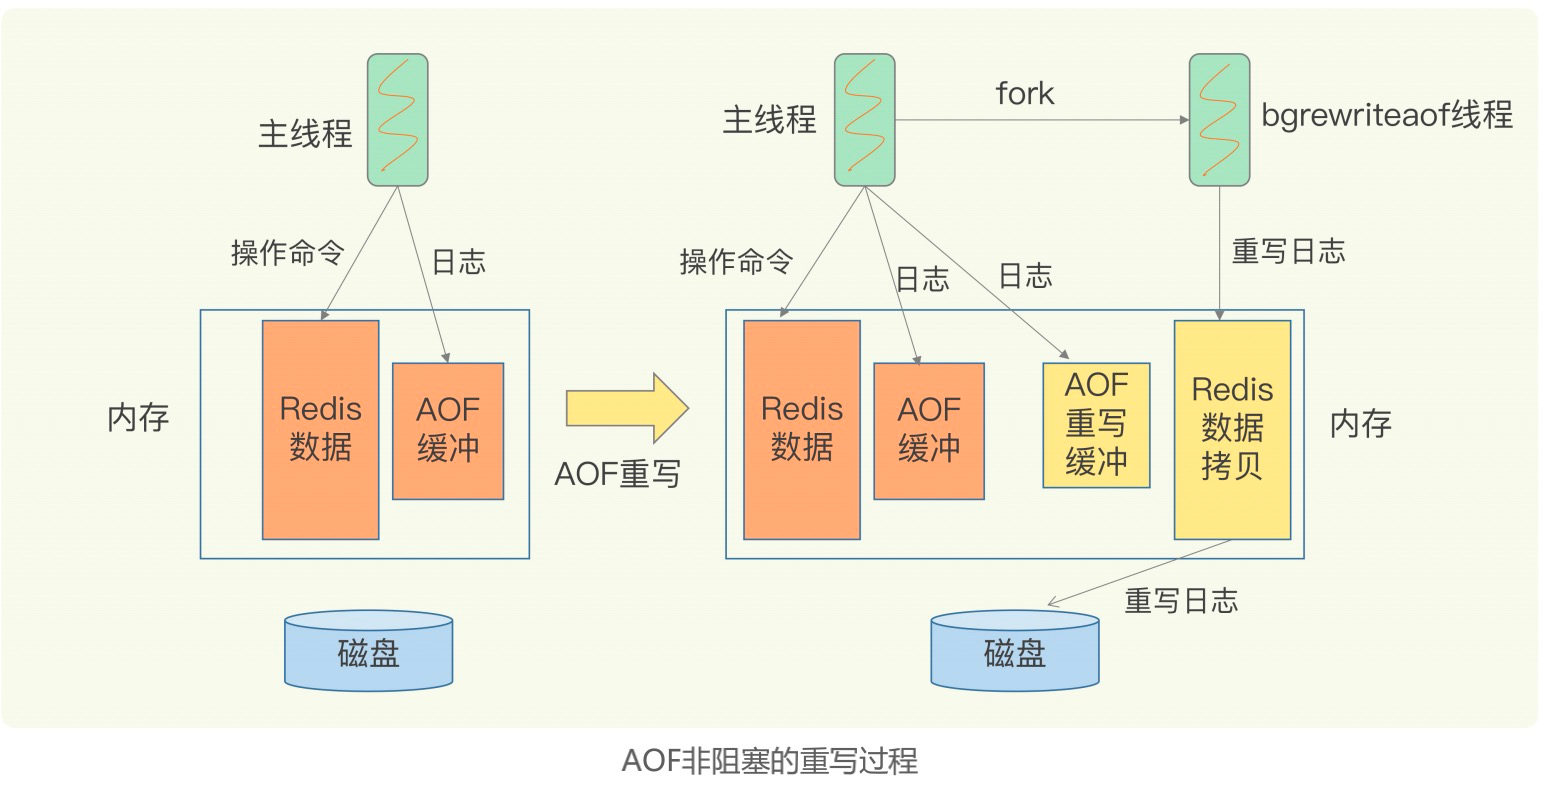 主线程
操作命令
日志
内存
Redis
数据
AOF
缓冲
磁盘
AOF重写
主线程
fork
bgrewriteaof线程
操作命令
日志
日志
重写日志
Redis
数据
AOF
缓冲
AOF
重写
缓冲
Redis
数据
拷贝
内存
重写日志
磁盘
AOF非阻塞的重写过程